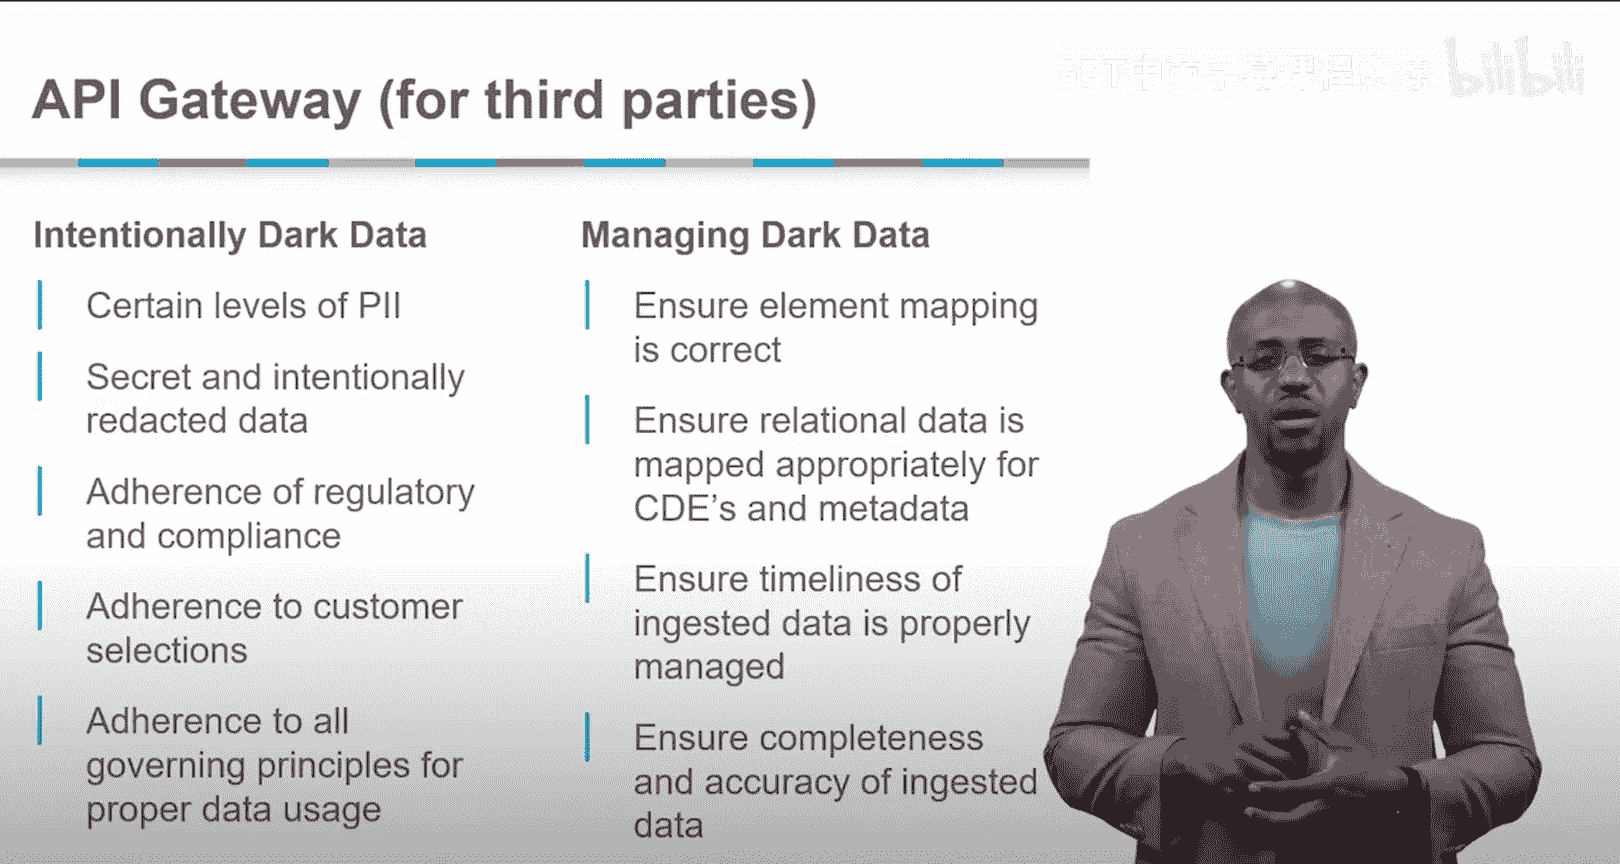 API Gateway (for third parties)
bilibili
Intentionally Dark Data
Certain levels of PII
Secret and intentionally
redacted data
Adherence of regulatory
and compliance
Adherence to customer
selections
Adherence to all
governing principles for
proper data usage
Managing Dark Data
Ensure element mapping
is correct
Ensure relational data is
mapped appropriately for
CDE's and metadata
Ensure timeliness of
ingested data is properly
managed
Ensure completeness
and accuracy of ingested
data